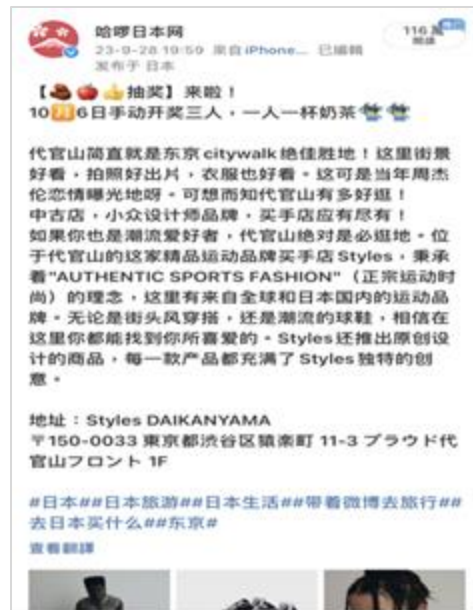 哈啰日本网
23-9-28 19:59 來自 iPhone... 已編輯
发布于 日本
116 萬
閱讀
【💩🍎👍抽奖】来啦！
10🈷️6日手动开奖三人，一人一杯奶茶
代官山简直就是东京citywalk绝佳胜地！这里街景
好看，拍照好出片，衣服也好看。这可是当年周杰
伦恋情曝光地呀。可想而知代官山有多好逛！
中古店，小众设计师品牌，买手店应有尽有！
如果你也是潮流爱好者，代官山绝对是必逛地。位
于代官山的这家精品运动品牌买手店Styles，秉承
着"AUTHENTIC SPORTS FASHION"（正宗运动时
尚）的理念，这里有来自全球和日本国内的运动品
牌。无论是街头风穿搭，还是潮流的球鞋，相信在
这里你都能找到你所喜爱的。Styles还推出原创设
计的商品，每一款产品都充满了Styles独特的创
意。
地址：Styles DAIKANYAMA
〒150-0033 東京都渋谷区猿楽町 11-3 プラウド代
官山フロント 1F
#日本##日本旅游##日本生活##带着微博去旅行##
去日本买什么##东京#
查看翻譯